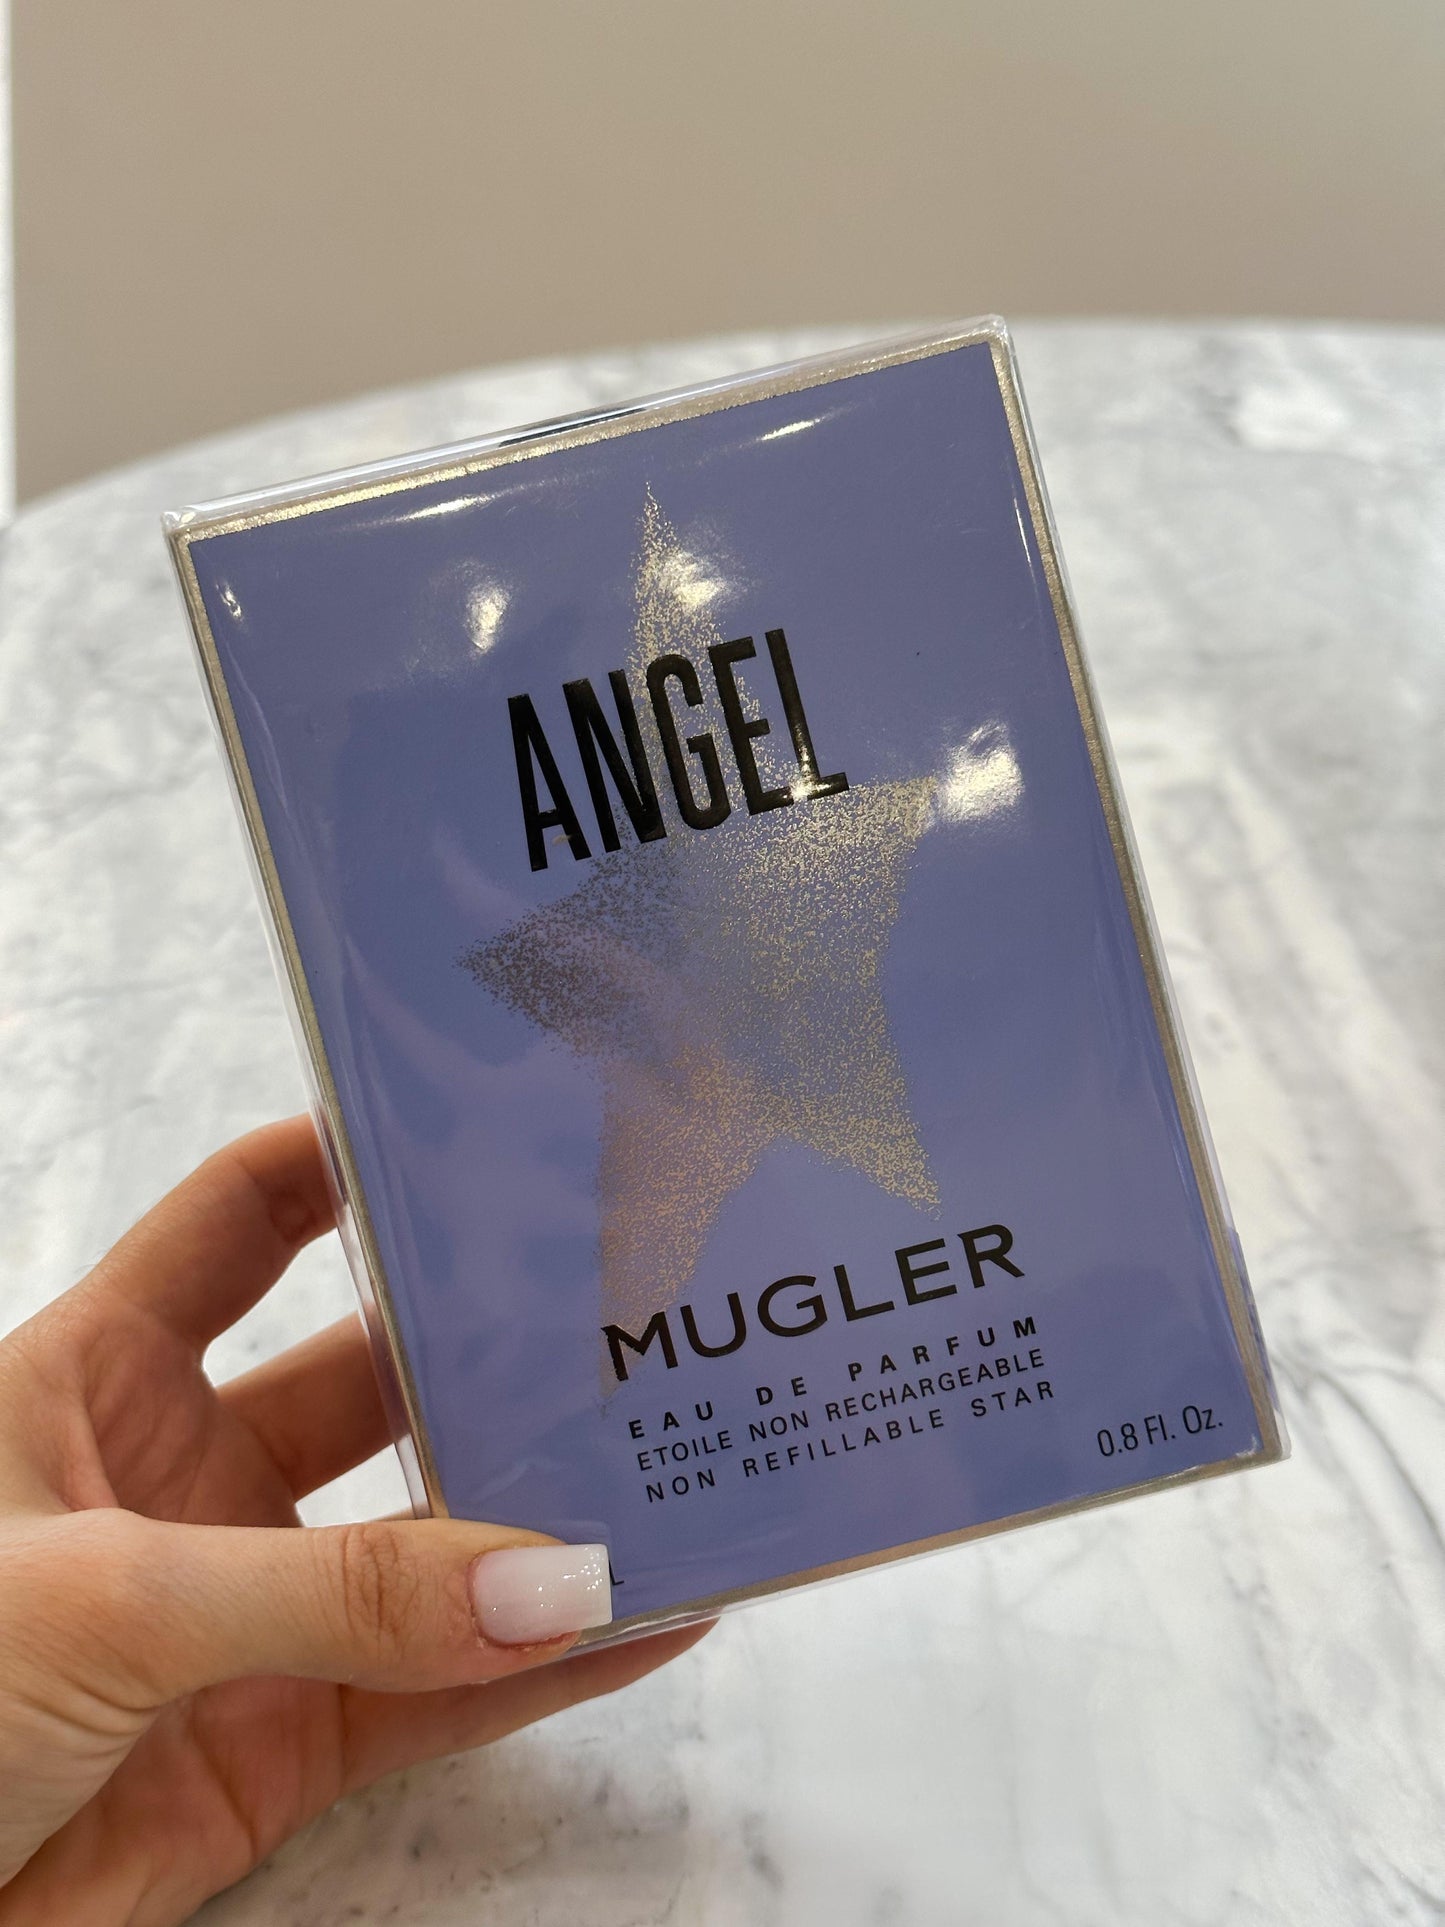 ANGEL
MUGLER
EAU DE PARFUM
ETOILE NON RECHARGEABLE
NON REFILLABLE STAR
0.8 Fl. Oz.